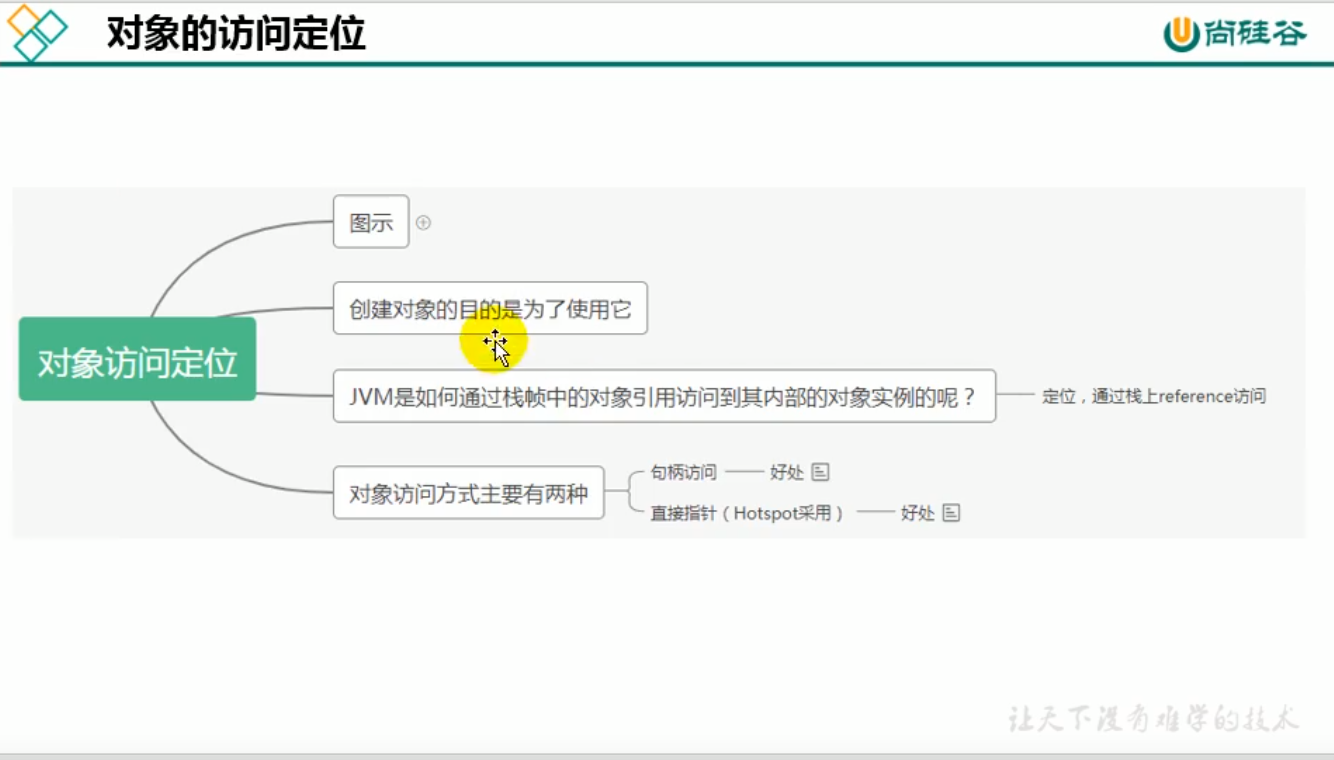 对象的访问定位
尚硅谷
图示
创建对象的目的是为了使用它
对象访问定位
JVM是如何通过栈帧中的对象引用访问到其内部的对象实例的呢？
定位，通过栈上reference访问
对象访问方式主要有两种
句柄访问
好处
直接指针（Hotspot采用）
好处
让天下没有难学的技术